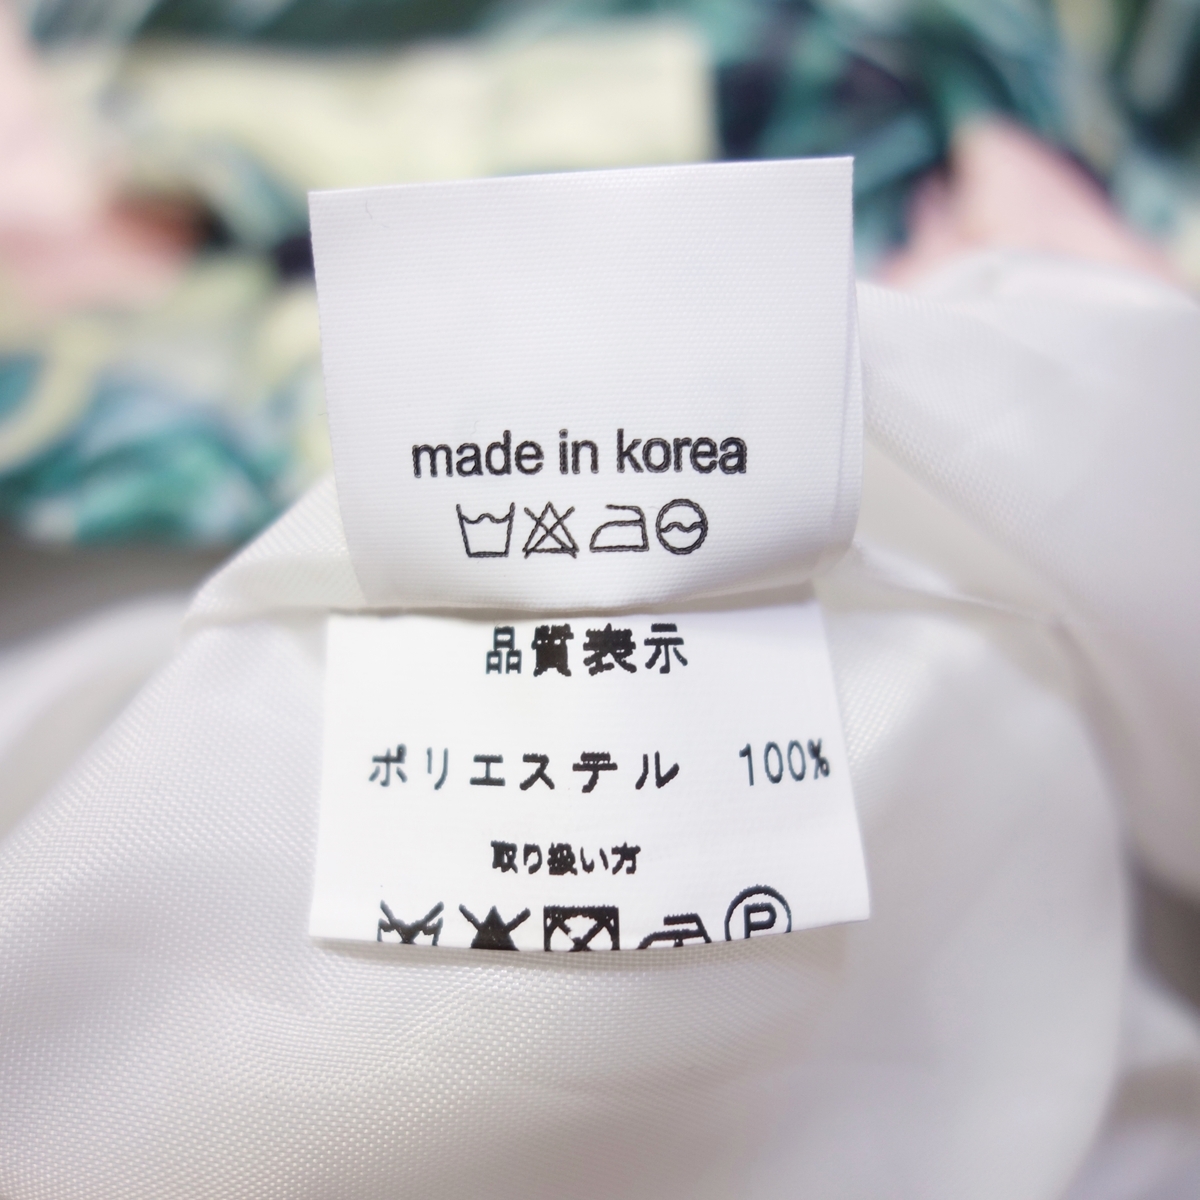 made in korea
品質表示
ポリエステル 100%
取り扱い方
P